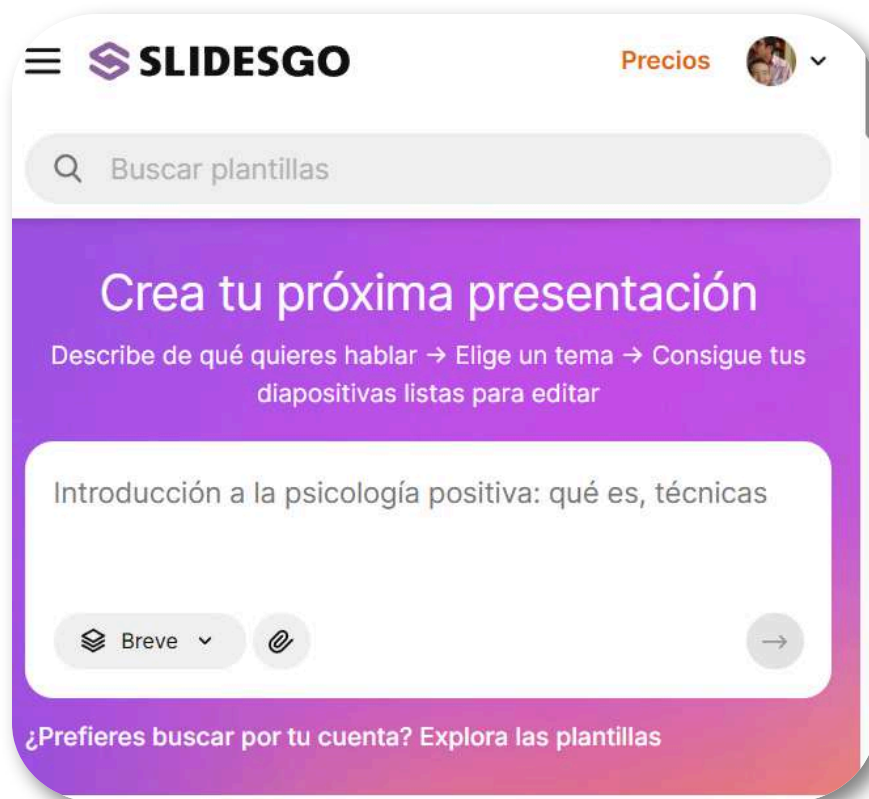 SLIDESGO
Precios
Buscar plantillas
Crea tu próxima presentación
Describe de qué quieres hablar → Elige un tema → Consigue tus
diapositivas listas para editar
Introducción a la psicología positiva: qué es, técnicas
Breve
¿Prefieres buscar por tu cuenta? Explora las plantillas